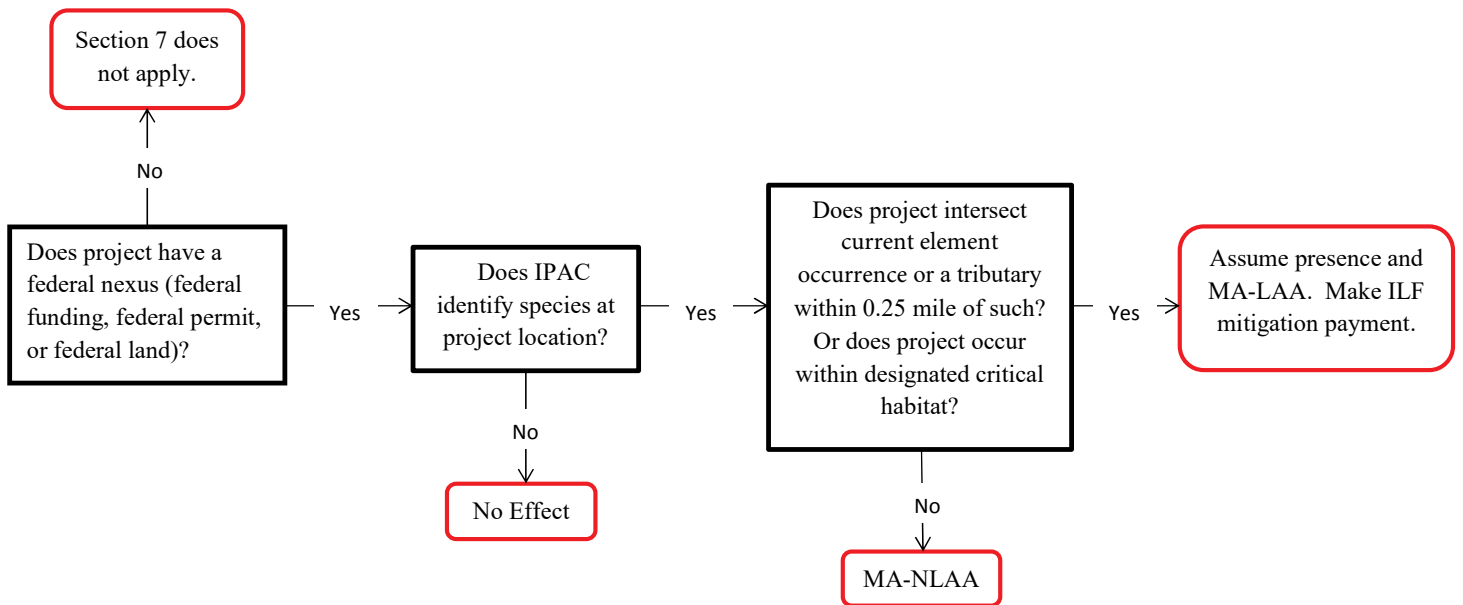 Section 7 does
not apply.
No
Does project have a
federal nexus (federal
funding, federal permit,
or federal land)?
Yes
Does IPAC
identify species at
project location?
No
No Effect
Yes
Does project intersect
current element
occurrence or a tributary
within 0.25 mile of such?
Or does project occur
within designated critical
habitat?
No
MA-NLAA
Yes
Assume presence and
MA-LAA.  Make ILF
mitigation payment.